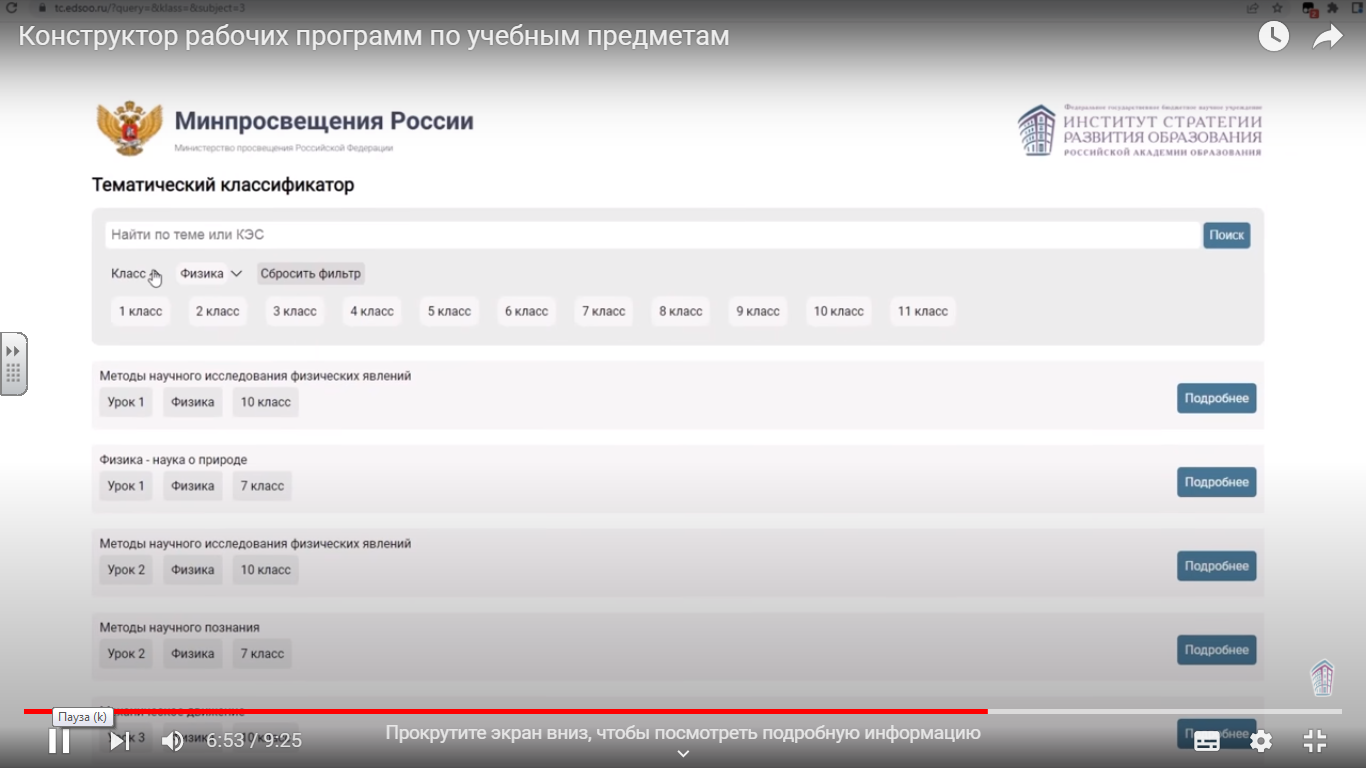 tc.edsoo.ru/?query=&klass=&subject=3
Конструктор рабочих программ по учебным предметам
Минпросвещения России
Министерство просвещения Российской Федерации
Федеральное государственное бюджетное научное учреждение
ИНСТИТУТ СТРАТЕГИИ
РАЗВИТИЯ ОБРАЗОВАНИЯ
РОССИЙСКОЙ АКАДЕМИИ ОБРАЗОВАНИЯ
Тематический классификатор
Найти по теме или КЭС Поиск
Класс Физика Сбросить фильтр
1 класс 2 класс 3 класс 4 класс 5 класс 6 класс 7 класс 8 класс 9 класс 10 класс 11 класс
Методы научного исследования физических явлений
Урок 1 Физика 10 класс Подробнее
Физика - наука о природе
Урок 1 Физика 7 класс Подробнее
Методы научного исследования физических явлений
Урок 2 Физика 10 класс Подробнее
Методы научного познания
Урок 2 Физика 7 класс Подробнее
движение
Пауза (k)
6:53 / 9:25
Прокрутите экран вниз, чтобы посмотреть подробную информацию